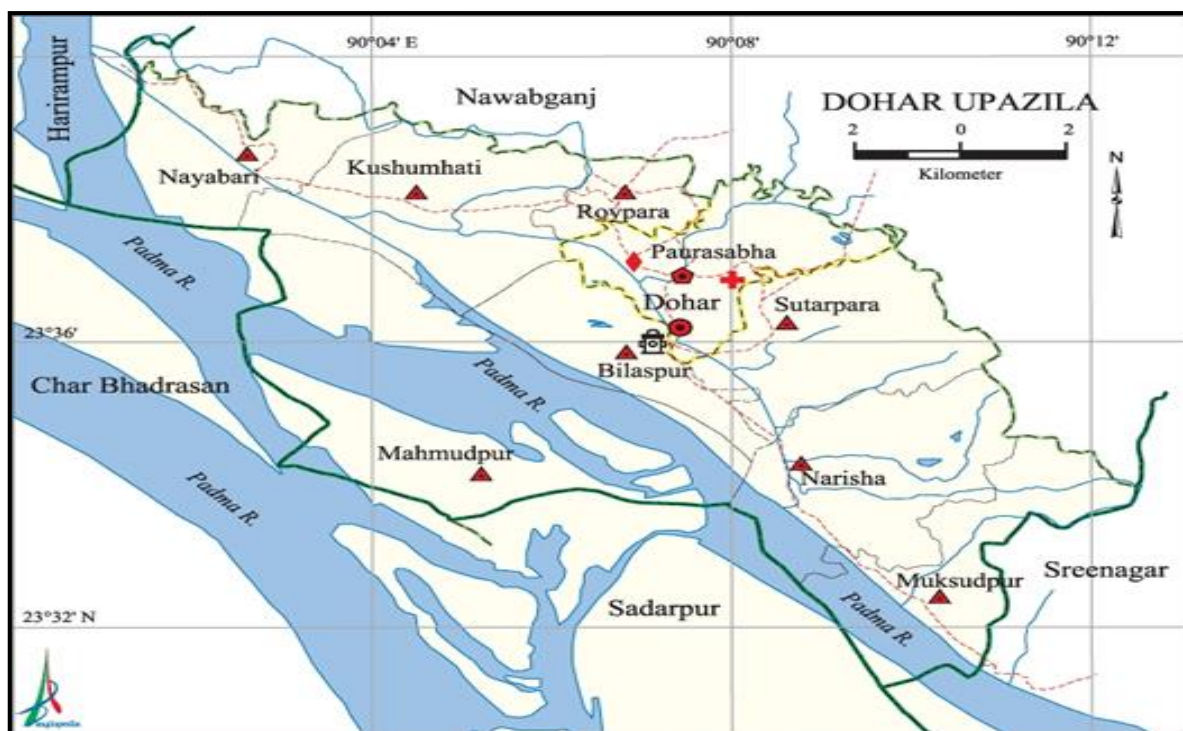 90°04' E
90°08'
90°12'
Harirampur
Nawabganj
DOHAR UPAZILA
2 0 2
Kilometer
N
Nayabari
Kushumhati
Roypara
Padma R.
Paurasabha
Dohar
Sutarpara
23°36'
Bilaspur
Char Bhadrasan
Padma R.
Mahmudpur
Narisha
Padma R.
Muksudpur
Sreenagar
Sadarpur
Padma R.
23°32' N